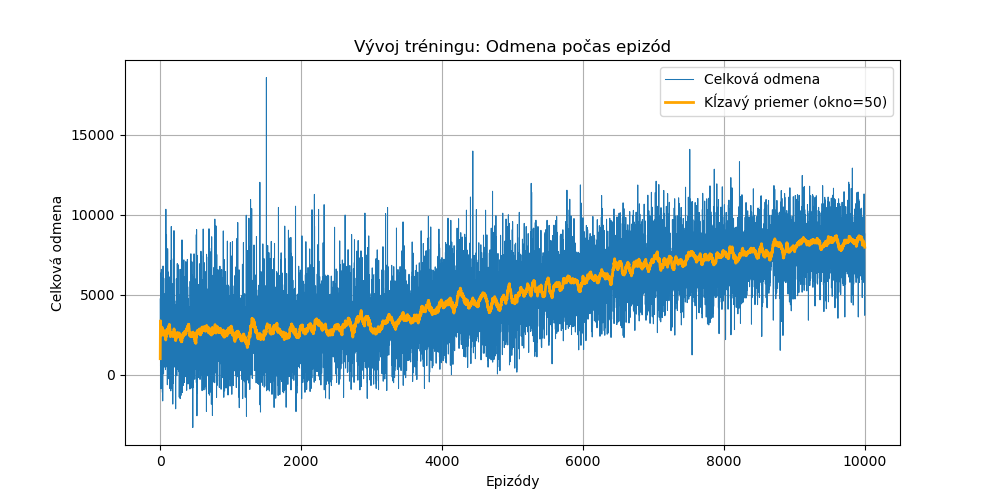 Vývoj tréningu: Odmena počas epizód
Celková odmena
Kĺzavý priemer (okno=50)
Celková odmena
15000
10000
5000
0
0 2000 4000 6000 8000 10000
Epizódy